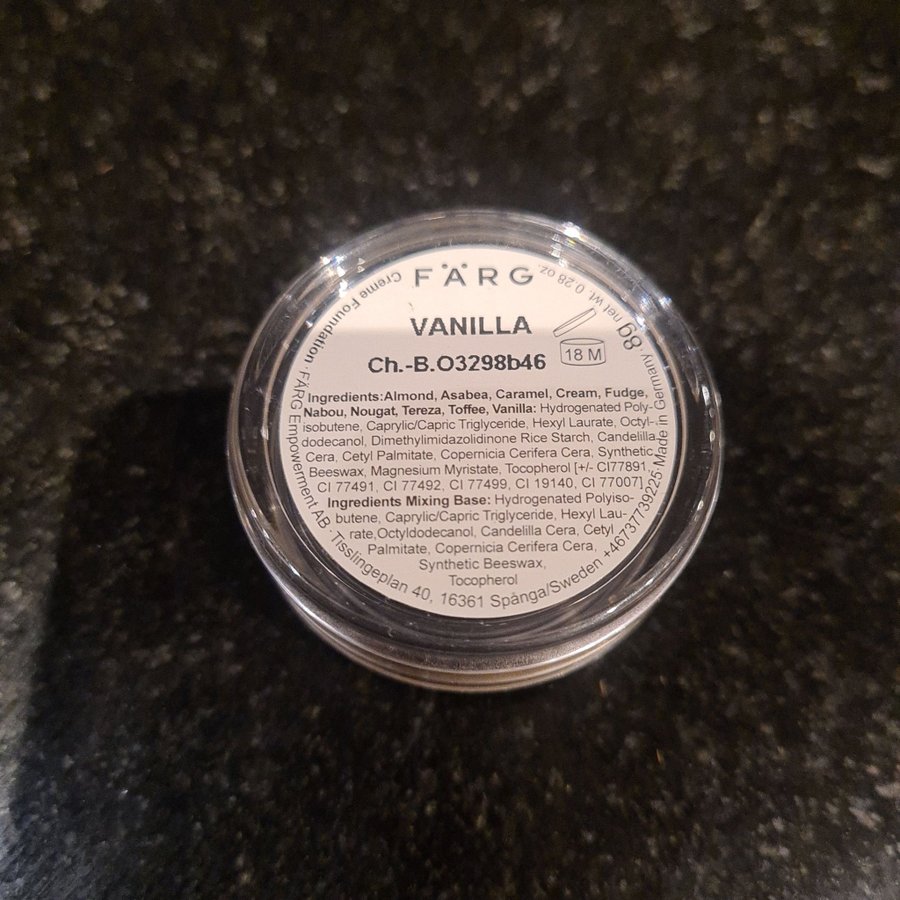 FÄRG
VANILLA
Ch.-B.O3298b46
18 M
Ingredients:Almond, Asabea, Caramel, Cream, Fudge,
Nabou, Nougat, Tereza, Toffee, Vanilla: Hydrogenated Poly-
isobutene, Caprylic/Capric Triglyceride, Hexyl Laurate, Octyl-
dodecanol, Dimethylimidazolidinone Rice Starch, Candelilla
Cera, Cetyl Palmitate, Copernicia Cerifera Cera, Synthetic
Beeswax, Magnesium Myristate, Tocopherol [+/- CI77891,
CI 77491, CI 77492, CI 77499, CI 19140, CI 77007]
Ingredients Mixing Base: Hydrogenated Polyiso-
butene, Caprylic/Capric Triglyceride, Hexyl Lau-
rate,Octyldodecanol, Candelilla Cera, Cetyl
Palmitate, Copernicia Cerifera Cera,
Synthetic Beeswax,
Tocopherol
Creme Foundation · FÄRG Empowerment AB · Tisslingeplan 40, 16361 Spånga/Sweden +46737739225 Made in Germany. 8g net wt. 0.28 oz.